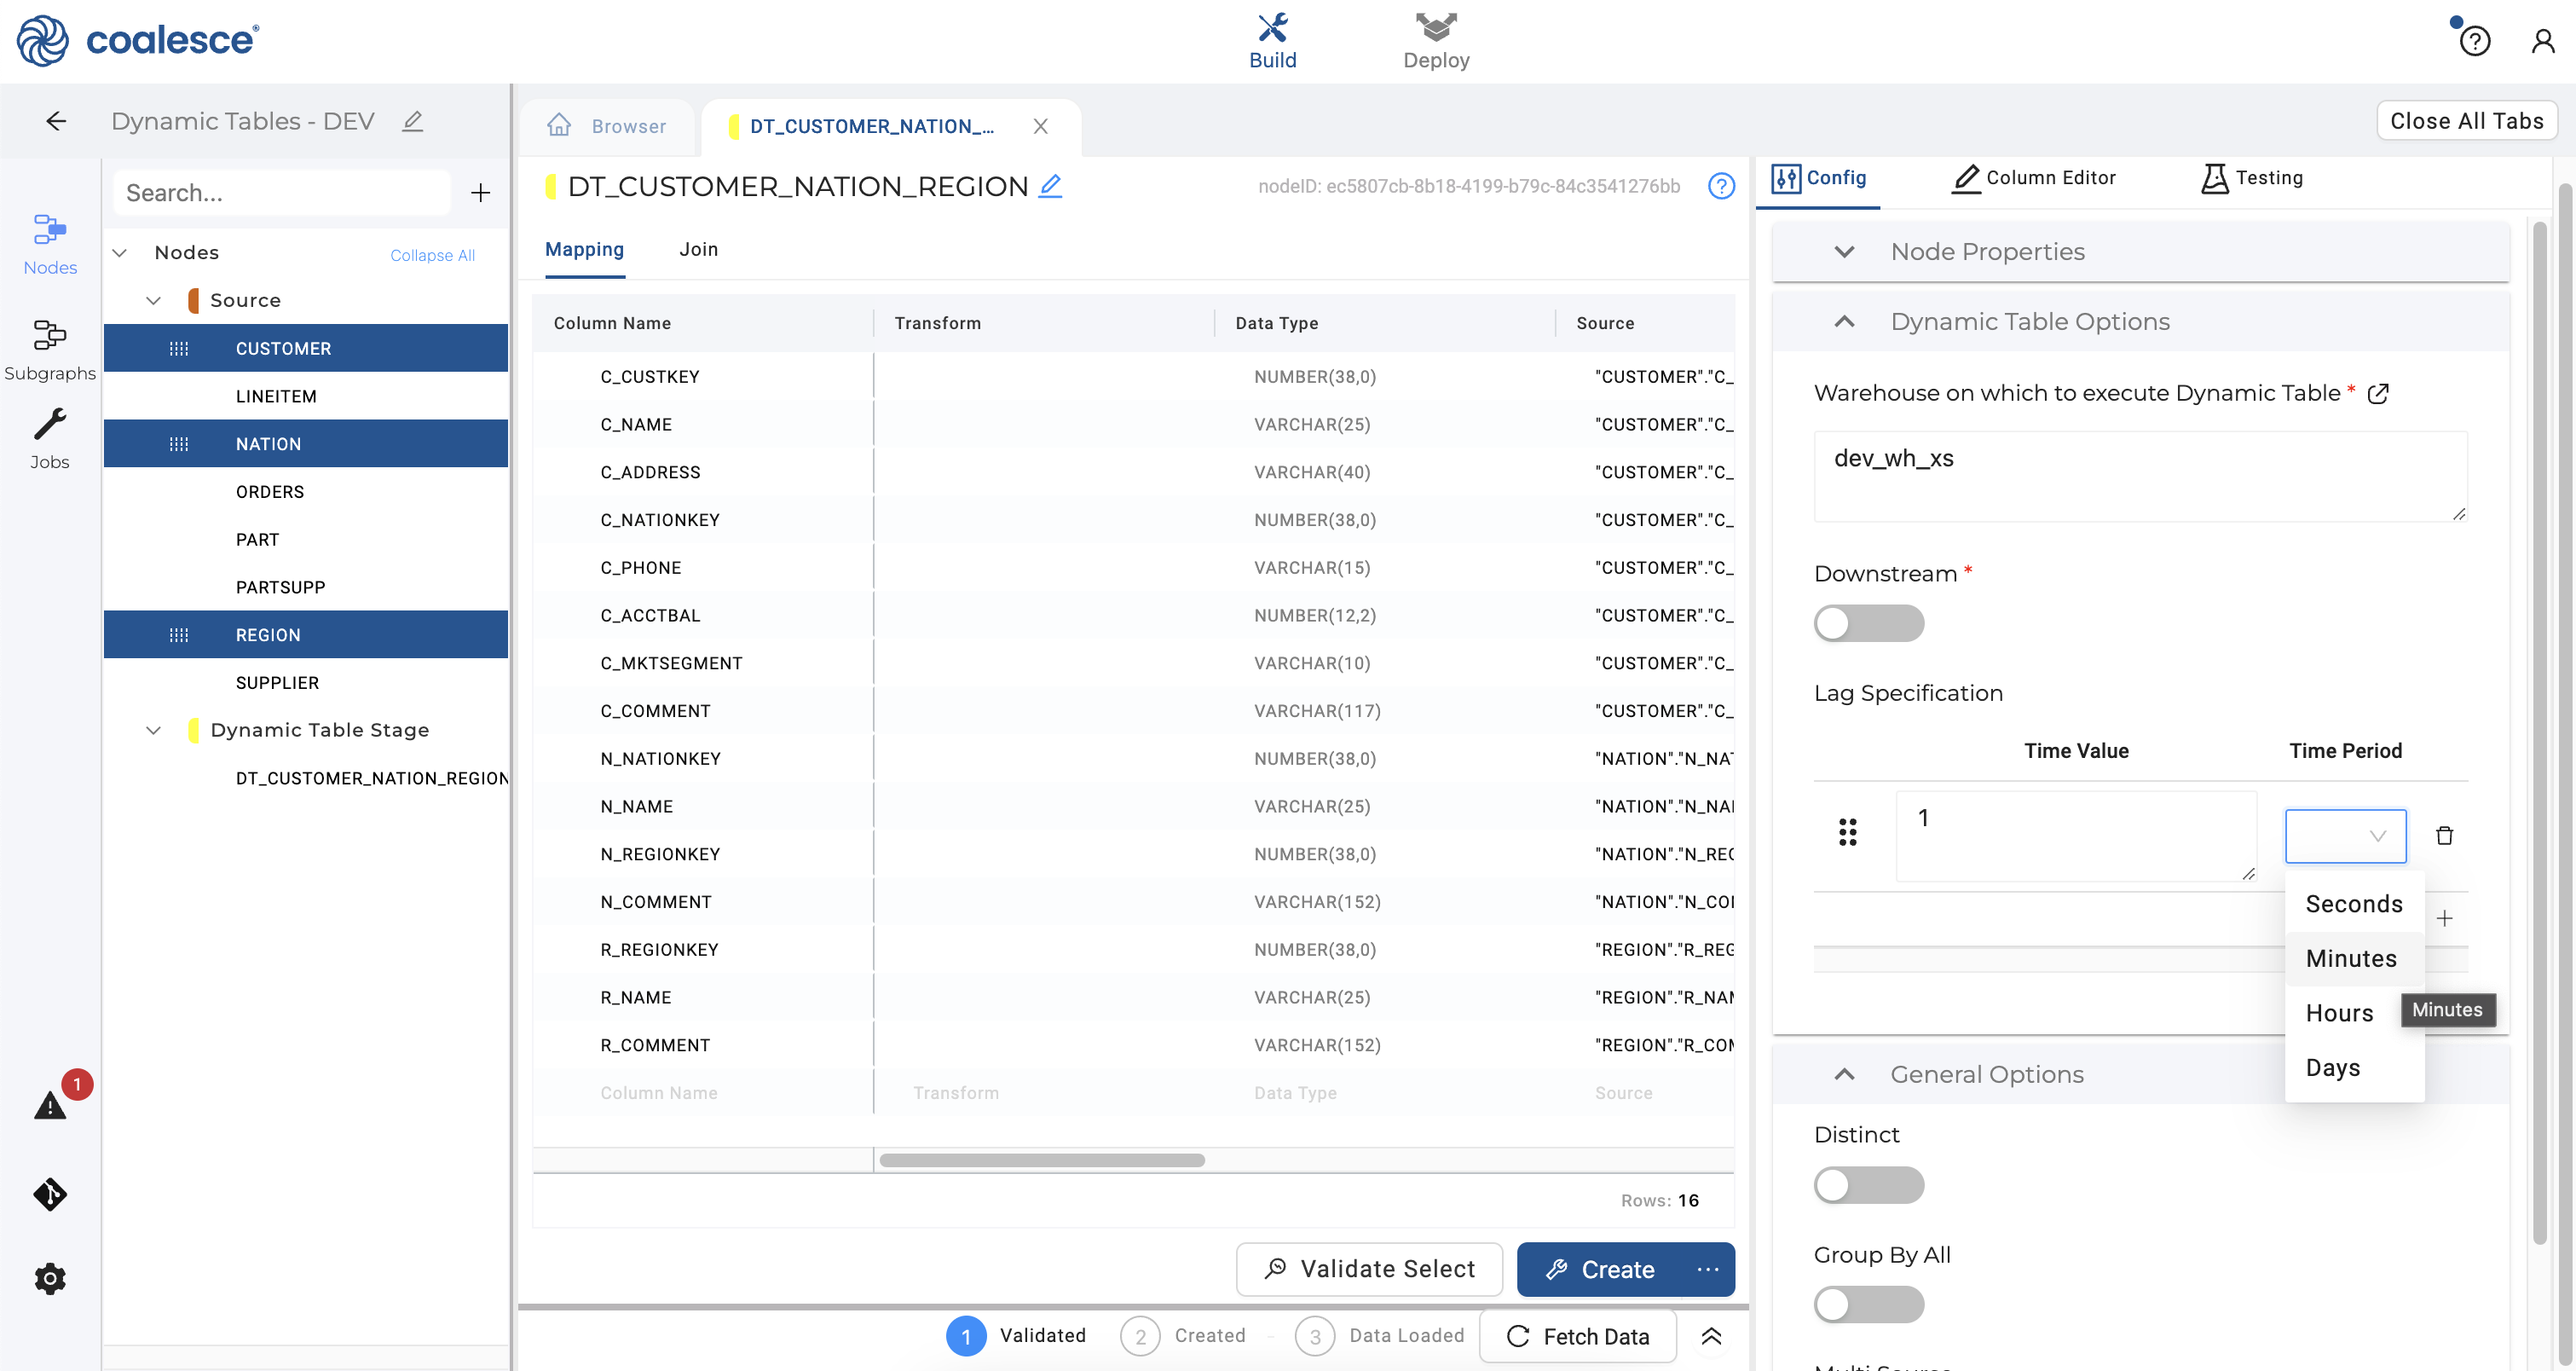 coalesce®
Build
Deploy
Dynamic Tables - DEV
Browser
DT_CUSTOMER_NATION_...
Close All Tabs
Search...
Nodes
Subgraphs
Jobs
1
Nodes
Collapse All
Source
CUSTOMER
LINEITEM
NATION
ORDERS
PART
PARTSUPP
REGION
SUPPLIER
Dynamic Table Stage
DT_CUSTOMER_NATION_REGION
DT_CUSTOMER_NATION_REGION
nodeID: ec5807cb-8b18-4199-b79c-84c3541276bb
Mapping Join
Column Name Transform Data Type Source
C_CUSTKEY NUMBER(38,0) "CUSTOMER"."C_
C_NAME VARCHAR(25) "CUSTOMER"."C_
C_ADDRESS VARCHAR(40) "CUSTOMER"."C_
C_NATIONKEY NUMBER(38,0) "CUSTOMER"."C_
C_PHONE VARCHAR(15) "CUSTOMER"."C_
C_ACCTBAL NUMBER(12,2) "CUSTOMER"."C_
C_MKTSEGMENT VARCHAR(10) "CUSTOMER"."C_
C_COMMENT VARCHAR(117) "CUSTOMER"."C_
N_NATIONKEY NUMBER(38,0) "NATION"."N_NAT
N_NAME VARCHAR(25) "NATION"."N_NAM
N_REGIONKEY NUMBER(38,0) "NATION"."N_REG
N_COMMENT VARCHAR(152) "NATION"."N_COM
R_REGIONKEY NUMBER(38,0) "REGION"."R_REG
R_NAME VARCHAR(25) "REGION"."R_NAM
R_COMMENT VARCHAR(152) "REGION"."R_COM
Column Name Transform Data Type Source
Rows: 16
Validate Select
Create ...
1 Validated
2 Created
3 Data Loaded
Fetch Data
Config
Column Editor
Testing
Node Properties
Dynamic Table Options
Warehouse on which to execute Dynamic Table *
dev_wh_xs
Downstream *
Lag Specification
Time Value Time Period
1
Seconds
Minutes
Hours
Minutes
Days
General Options
Distinct
Group By All
Multi Source